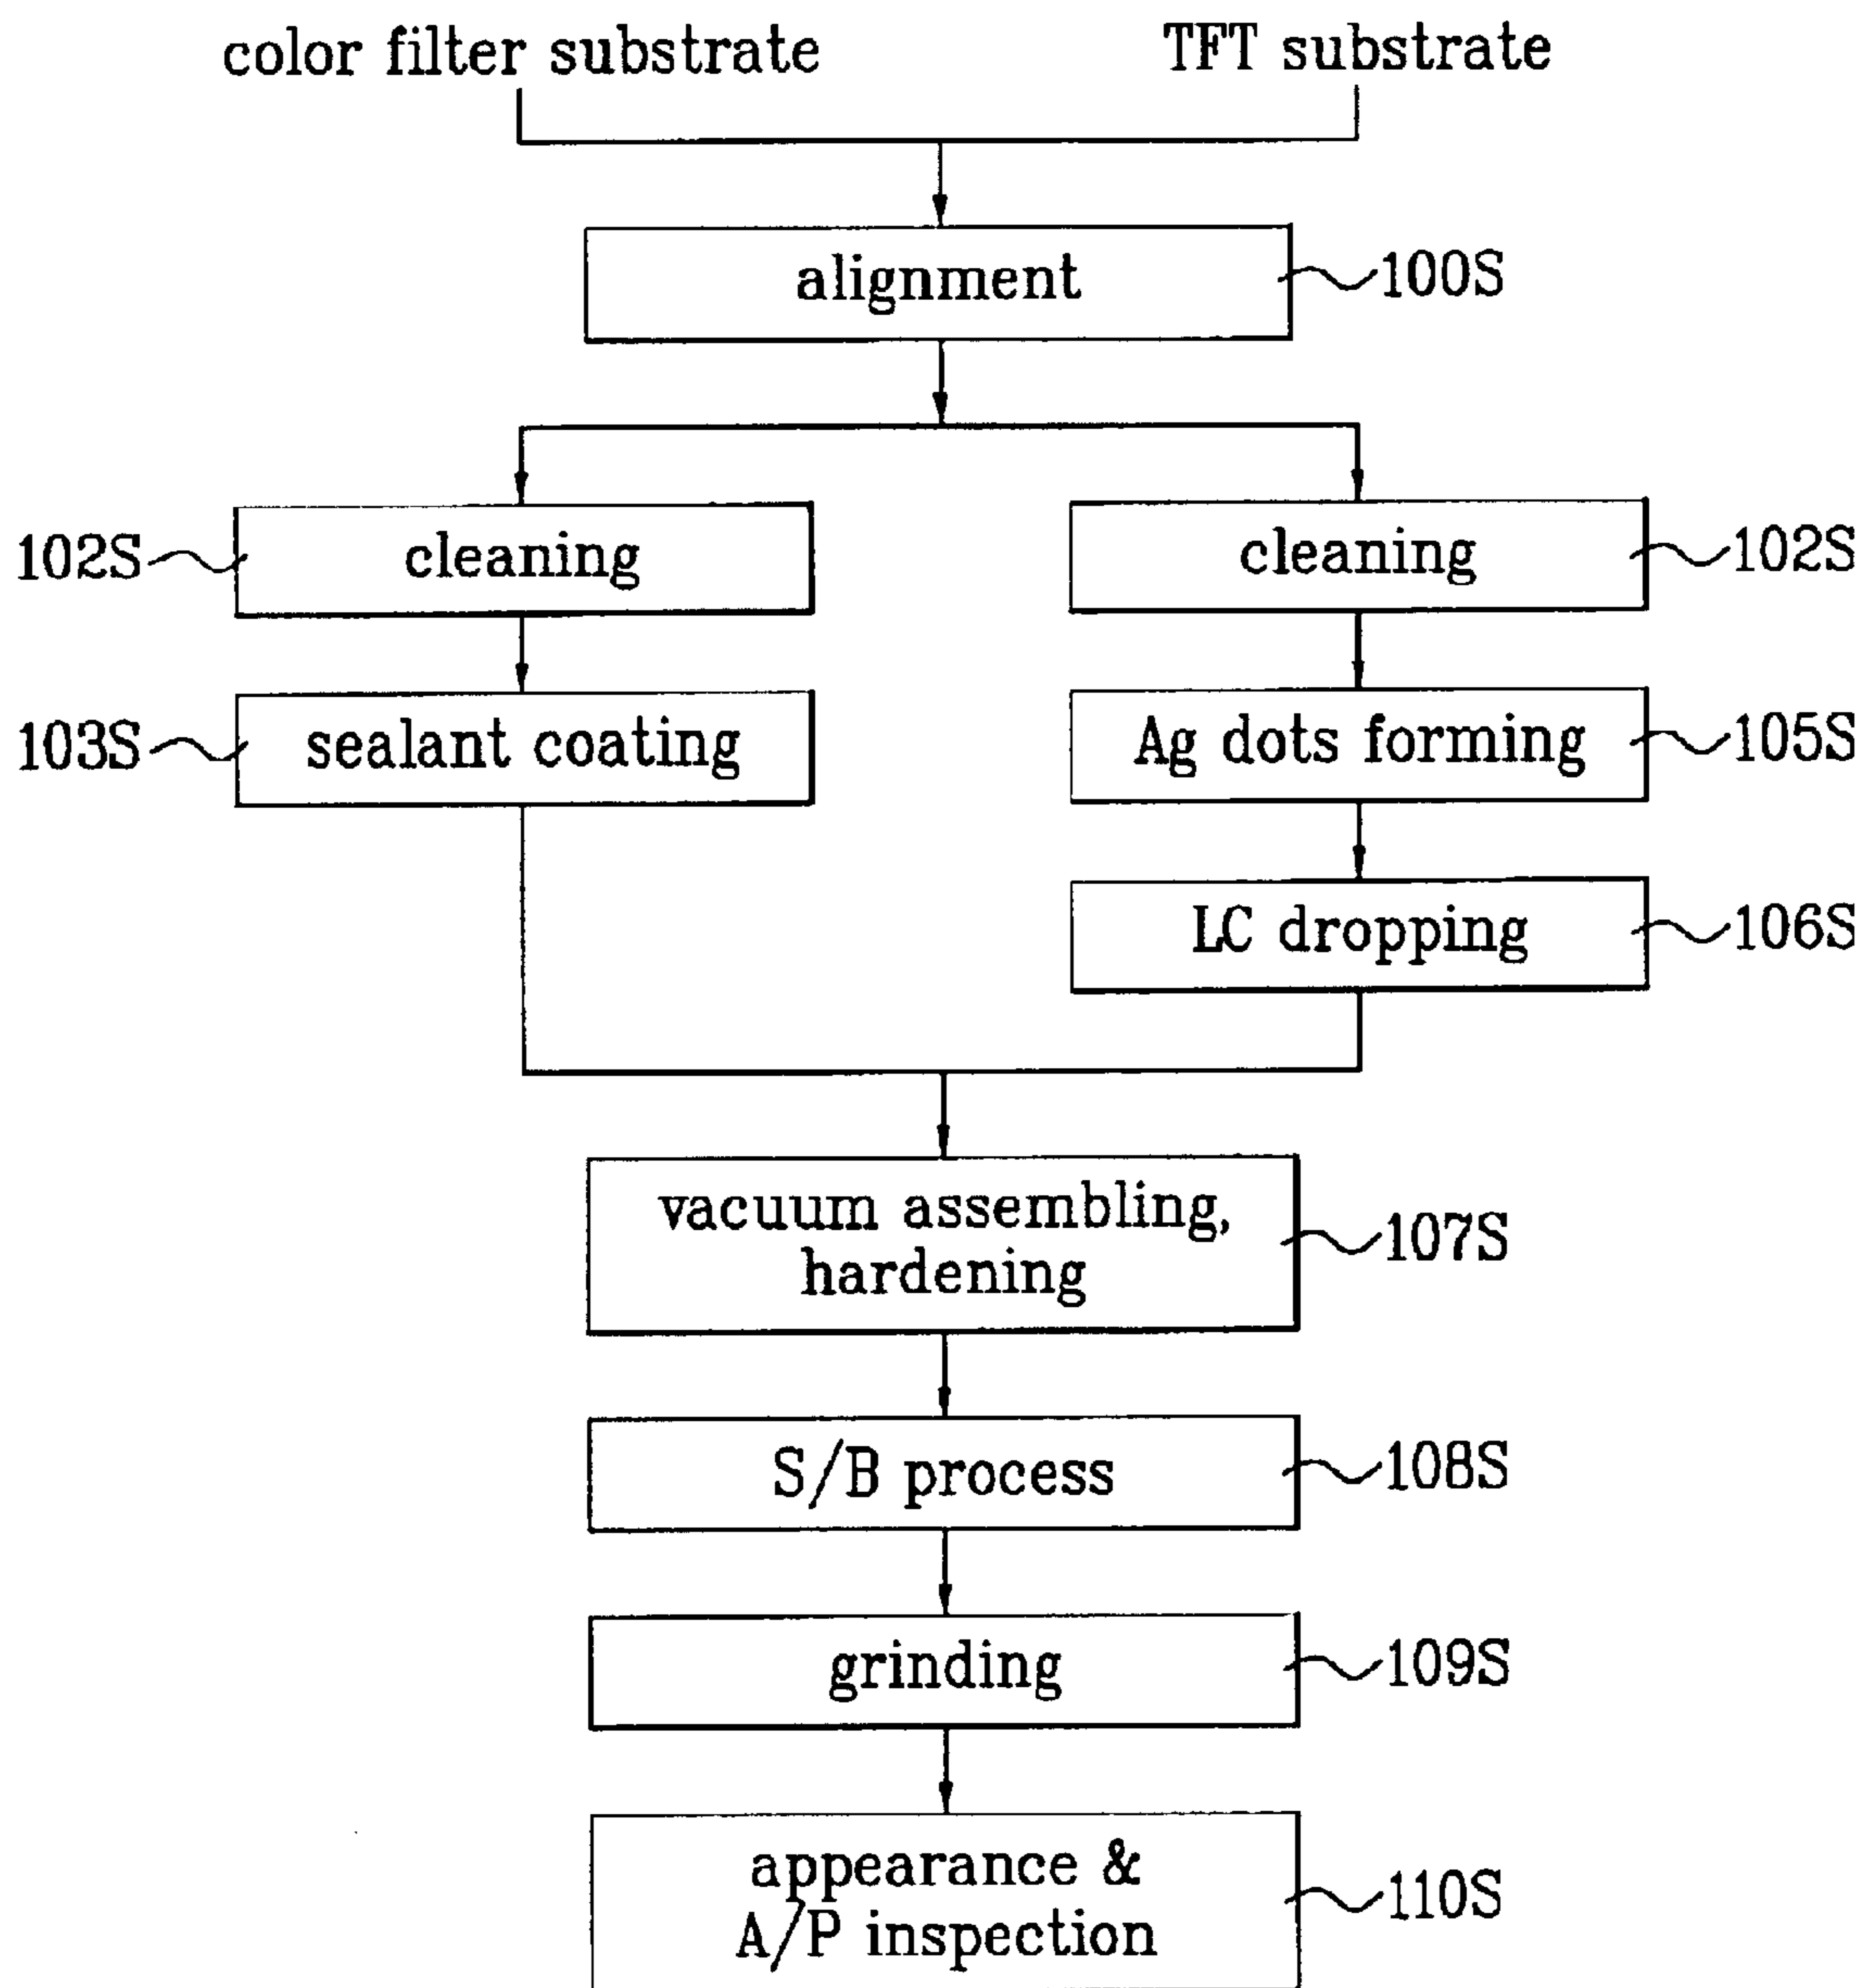 color filter substrate
TFT substrate
alignment
100S
102S
cleaning
cleaning
102S
103S
sealant coating
Ag dots forming
105S
LC dropping
106S
vacuum assembling,
hardening
107S
S/B process
108S
grinding
109S
appearance &
A/P inspection
110S